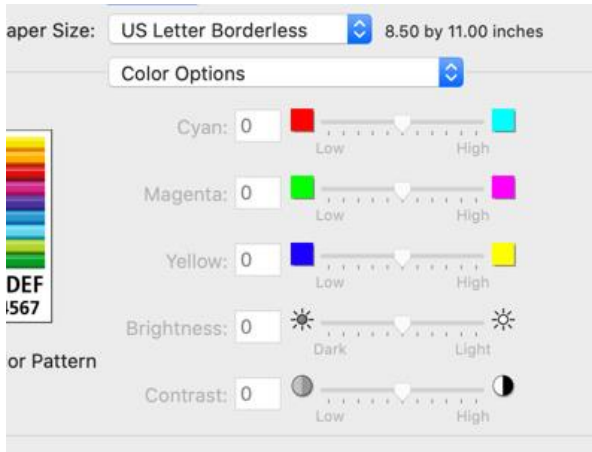 aper Size: US Letter Borderless 8.50 by 11.00 inches
Color Options
Cyan: 0
Low High
Magenta: 0
Low High
Yellow: 0
Low High
DEF
4567
Brightness: 0
Dark Light
or Pattern
Contrast: 0
Low High